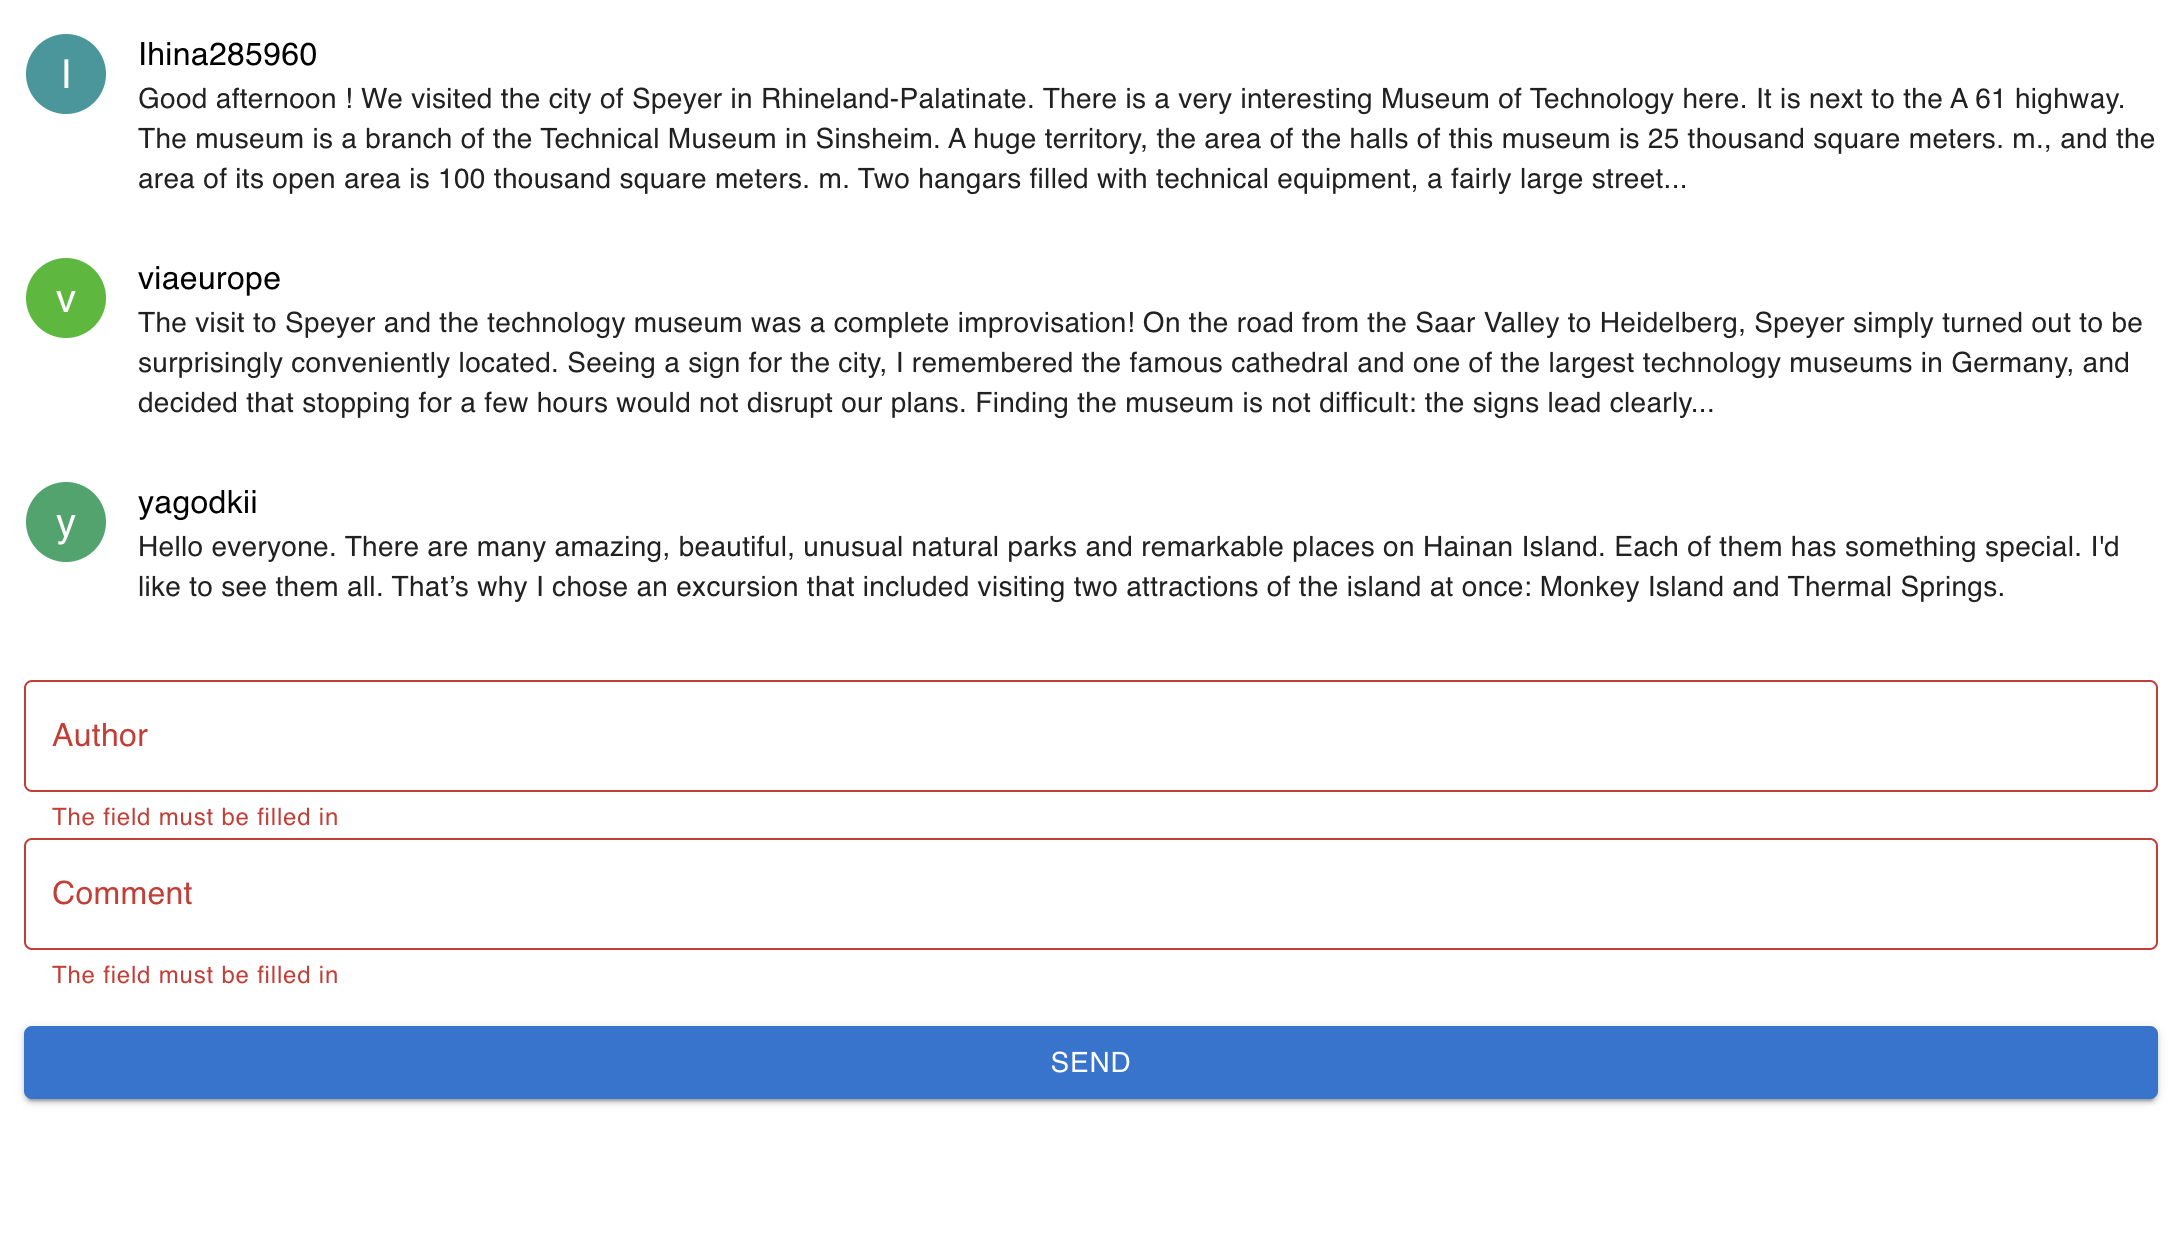 I
Ihina285960
Good afternoon ! We visited the city of Speyer in Rhineland-Palatinate. There is a very interesting Museum of Technology here. It is next to the A 61 highway.
The museum is a branch of the Technical Museum in Sinsheim. A huge territory, the area of the halls of this museum is 25 thousand square meters. m., and the
area of its open area is 100 thousand square meters. m. Two hangars filled with technical equipment, a fairly large street...
v
viaeurope
The visit to Speyer and the technology museum was a complete improvisation! On the road from the Saar Valley to Heidelberg, Speyer simply turned out to be
surprisingly conveniently located. Seeing a sign for the city, I remembered the famous cathedral and one of the largest technology museums in Germany, and
decided that stopping for a few hours would not disrupt our plans. Finding the museum is not difficult: the signs lead clearly...
y
yagodkii
Hello everyone. There are many amazing, beautiful, unusual natural parks and remarkable places on Hainan Island. Each of them has something special. I'd
like to see them all. That’s why I chose an excursion that included visiting two attractions of the island at once: Monkey Island and Thermal Springs.
Author
The field must be filled in
Comment
The field must be filled in
SEND